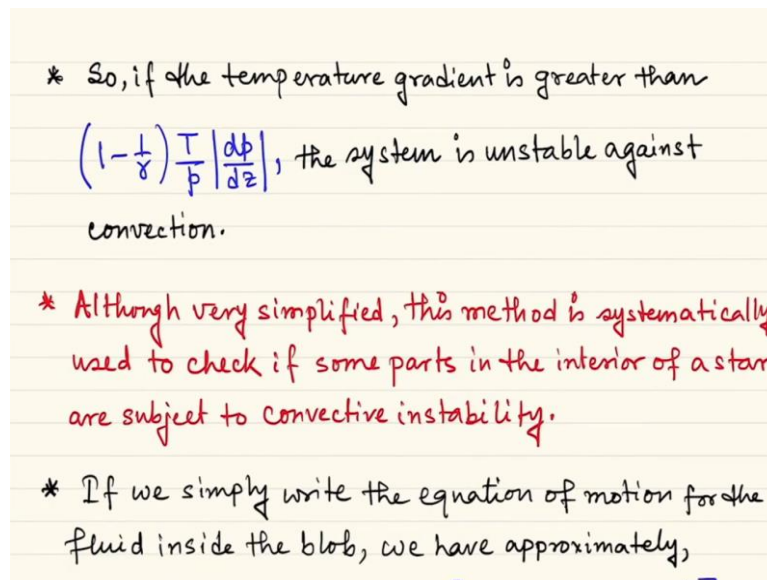 * So, if the temperature gradient is greater than
(1 - 1/γ) T/p |dp/dz|, the system is unstable against
convection.
* Although very simplified, this method is systematically
used to check if some parts in the interior of a star
are subject to convective instability.
* If we simply write the equation of motion for the
fluid inside the blob, we have approximately,